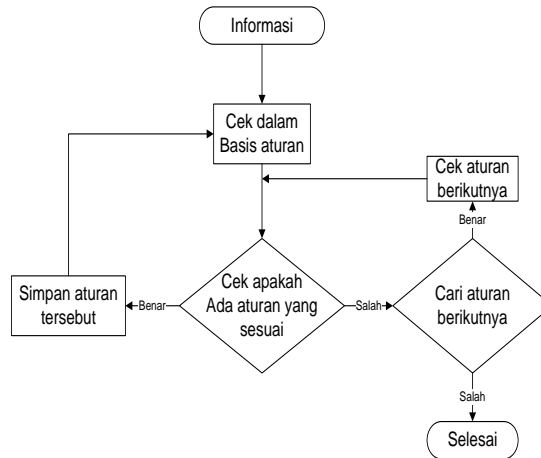 Informasi
Cek dalam
Basis aturan
Cek aturan
berikutnya
Benar
Simpan aturan
tersebut
Benar
Cek apakah
Ada aturan yang
sesuai
Salah
Cari aturan
berikutnya
Salah
Selesai